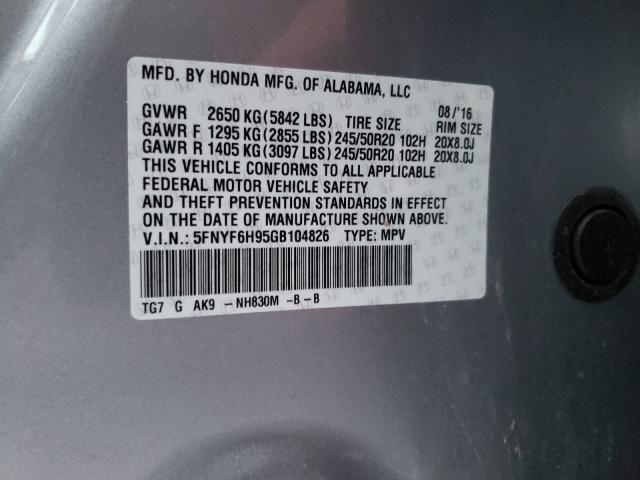 MFD. BY HONDA MFG. OF ALABAMA, LLC
GVWR 2650 KG(5842 LBS) TIRE SIZE 08/'16 RIM SIZE
GAWR F 1295 KG(2855 LBS) 245/50R20 102H 20X8.0J
GAWR R 1405 KG(3097 LBS) 245/50R20 102H 20X8.0J
THIS VEHICLE CONFORMS TO ALL APPLICABLE
FEDERAL MOTOR VEHICLE SAFETY
AND THEFT PREVENTION STANDARDS IN EFFECT
ON THE DATE OF MANUFACTURE SHOWN ABOVE.
V.I.N.: 5FNYF6H95GB104826 TYPE: MPV
TG7 G AK9 -NH830M -B-B